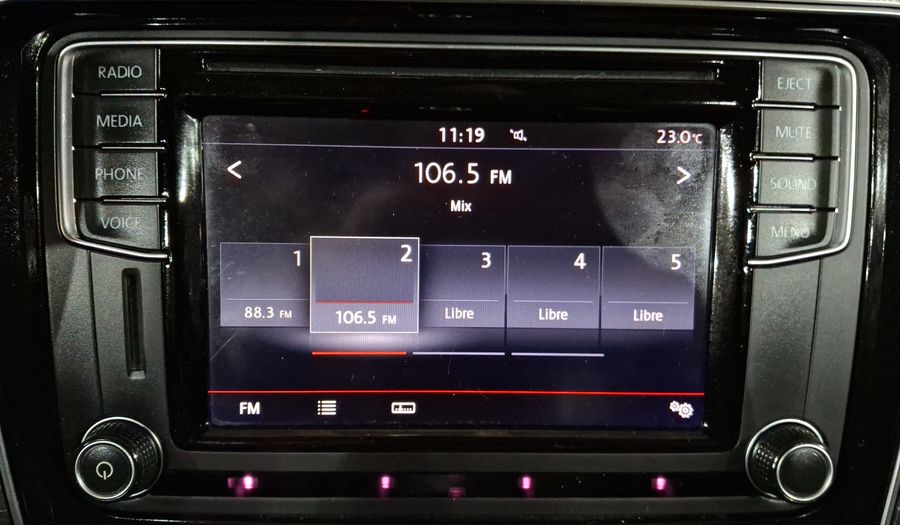 RADIO
MEDIA
PHONE
VOICE
EJECT
MUTE
SOUND
MENU
11:19
23.0°C
< 106.5 FM >
Mix
1 2 3 4 5
88.3 FM 106.5 FM Libre Libre Libre
FM